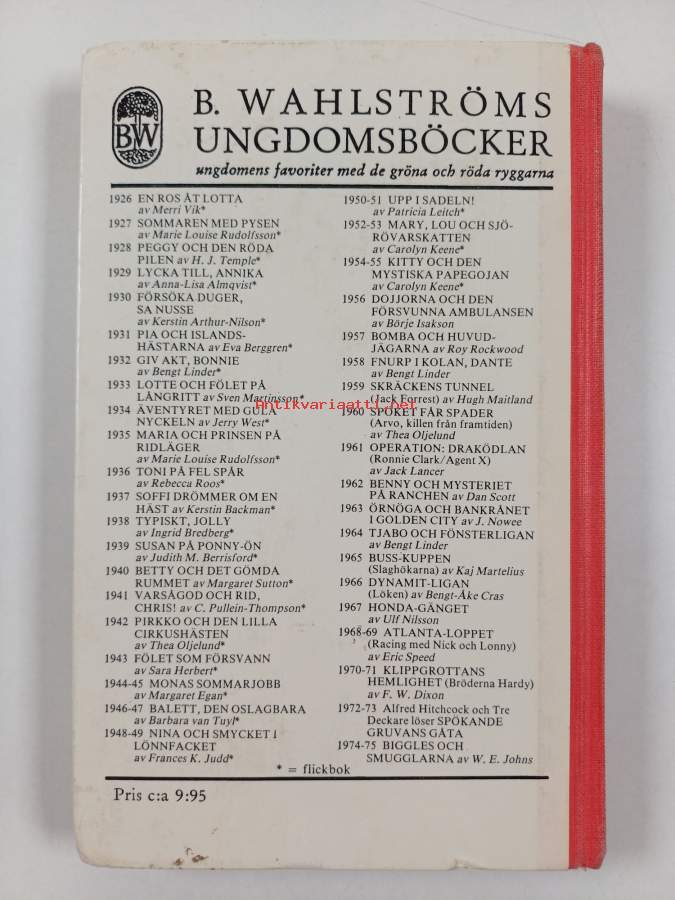 BW
B. WAHLSTRÖMS
UNGDOMSBÖCKER
ungdomens favoriter med de gröna och röda ryggarna
1926 EN ROS ÅT LOTTA
av Merri Vik*
1927 SOMMAREN MED PYSEN
av Marie Louise Rudolfsson*
1928 PEGGY OCH DEN RÖDA
PILEN av H. J. Temple*
1929 LYCKA TILL, ANNIKA
av Anna-Lisa Almqvist*
1930 FÖRSÖKA DUGER,
SA NUSSE
av Kerstin Arthur-Nilson*
1931 PIA OCH ISLANDS-
HÄSTARNA av Eva Berggren*
1932 GIV AKT, BONNIE
av Bengt Linder*
1933 LOTTE OCH FÖLET PÅ
LÅNGRITT av Sven Martinsson*
1934 ÄVENTYRET MED GULA
NYCKELN av Jerry West*
1935 MARIA OCH PRINSEN PÅ
RIDLÄGER
av Marie Louise Rudolfsson*
1936 TONI PÅ FEL SPÅR
av Rebecca Roos*
1937 SOFFI DRÖMMER OM EN
HÄST av Kerstin Backman*
1938 TYPISKT, JOLLY
av Ingrid Bredberg*
1939 SUSAN PÅ PONNY-ÖN
av Judith M. Berrisford*
1940 BETTY OCH DET GÖMDA
RUMMET av Margaret Sutton*
1941 VARSÅGOD OCH RID,
CHRIS! av C. Pullein-Thompson*
1942 PIRKKO OCH DEN LILLA
CIRKUSHÄSTEN
av Thea Oljelund*
1943 FÖLET SOM FÖRSVANN
av Sara Herbert*
1944-45 MONAS SOMMARJOBB
av Margaret Egan*
1946-47 BALETT, DEN OSLAGBARA
av Barbara van Tuyl*
1948-49 NINA OCH SMYCKET I
LÖNNFACKET
av Frances K. Judd*
1950-51 UPP I SADELN!
av Patricia Leitch*
1952-53 MARY, LOU OCH SJÖ-
RÖVARSKATTEN
av Carolyn Keene*
1954-55 KITTY OCH DEN
MYSTISKA PAPEGOJAN
av Carolyn Keene*
1956 DOJJORNA OCH DEN
FÖRSVUNNA AMBULANSEN
av Börje Isakson
1957 BOMBA OCH HUVUD-
JÄGARNA av Roy Rockwood
1958 FNURP I KOLAN, DANTE
av Bengt Linder
1959 SKRÄCKENS TUNNEL
(Jack Forrest) av Hugh Maitland
1960 SPÖKET FÅR SPADER
(Arvo, killen från framtiden)
av Thea Oljelund
1961 OPERATION: DRAKÖDLAN
(Ronnie Clark/Agent X)
av Jack Lancer
1962 BENNY OCH MYSTERIET
PÅ RANCHEN av Dan Scott
1963 ÖRNÖGA OCH BANKRÅNET
I GOLDEN CITY av J. Nowee
1964 TJABO OCH FÖNSTERLIGAN
av Bengt Linder
1965 BUSS-KUPPEN
(Slaghökarna) av Kaj Martelius
1966 DYNAMIT-LIGAN
(Löken) av Bengt-Åke Cras
1967 HONDA-GÄNGET
av Ulf Nilsson
1968-69 ATLANTA-LOPPET
(Racing med Nick och Lonny)
av Eric Speed
1970-71 KLIPPGROTTANS
HEMLIGHET (Bröderna Hardy)
av F. W. Dixon
1972-73 Alfred Hitchcock och Tre
Deckare löser SPÖKANDE
GRUVANS GÅTA
1974-75 BIGGLES OCH
SMUGGLARNA av W. E. Johns
* = flickbok
Pris c:a 9:95
Antikvariaatti.net